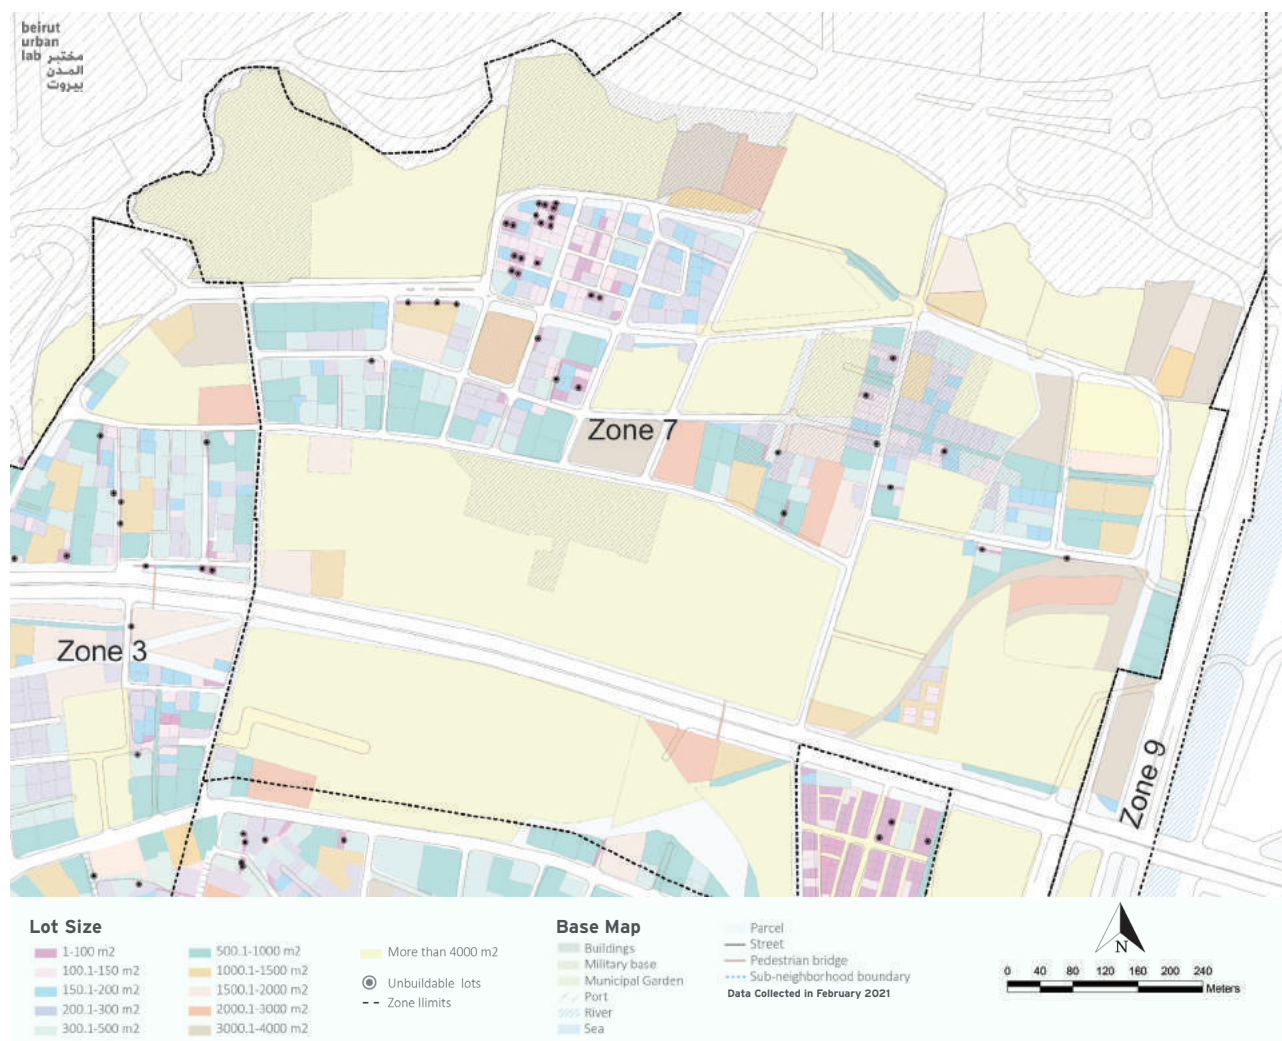 beirut
urban
lab مختبر
المدن
بيروت
Zone 7
Zone 3
Zone 9
Lot Size
1-100 m2
100.1-150 m2
150.1-200 m2
200.1-300 m2
300.1-500 m2
500.1-1000 m2
1000.1-1500 m2
1500.1-2000 m2
2000.1-3000 m2
3000.1-4000 m2
More than 4000 m2
Unbuildable lots
Zone llimits
Base Map
Buildings
Military base
Municipal Garden
Port
River
Sea
Parcel
Street
Pedestrian bridge
Sub-neighborhood boundary
Data Collected in February 2021
N
0 40 80 120 160 200 240
Meters